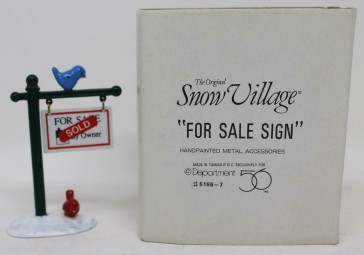 FOR SALE
SOLD
By Owner
The Original
Snow Village®
"FOR SALE SIGN"
HANDPAINTED METAL ACCESSORIES
MADE IN TAIWAN R.O.C. EXCLUSIVELY FOR
© Department 56
# 5166-7